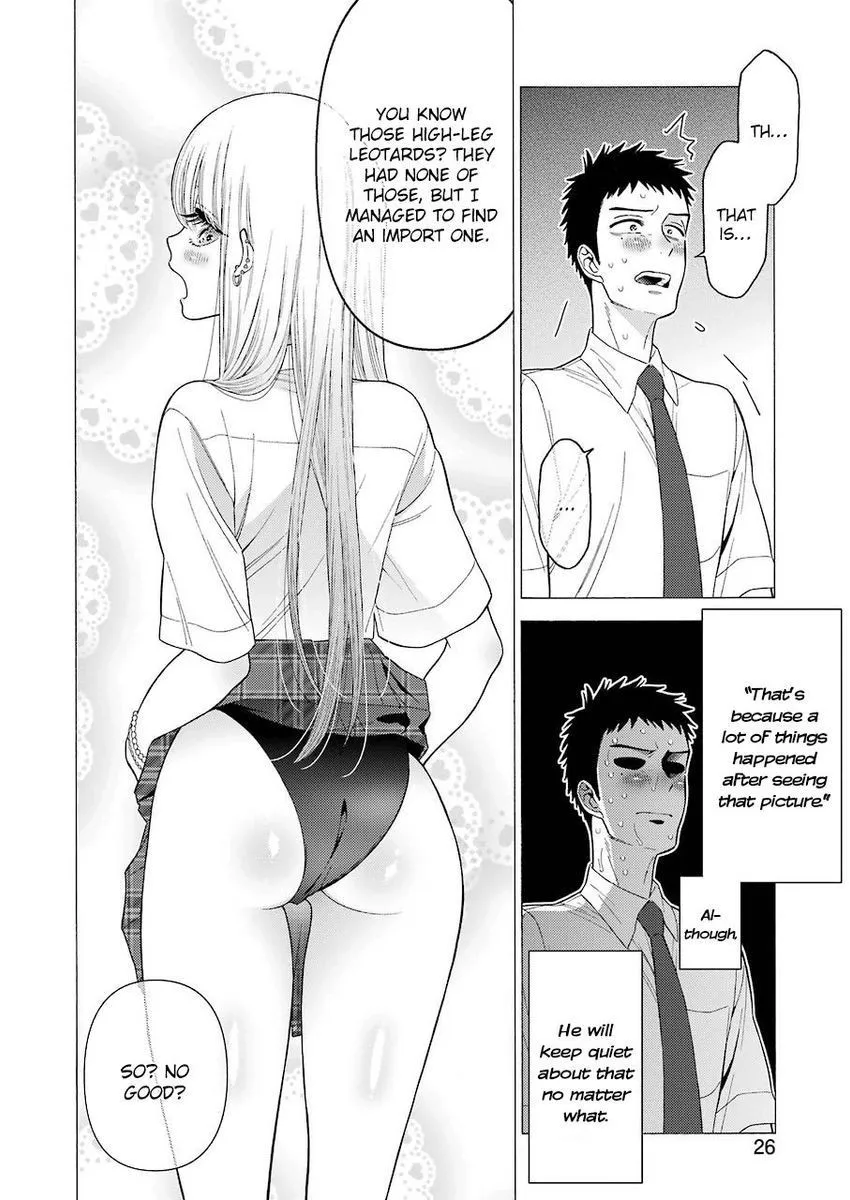 TH...
THAT
IS...
...
"That's
because a
lot of things
happened
after seeing
that picture."
Al-
though,
He will
keep quiet
about that
no matter
what.
YOU KNOW
THOSE HIGH-LEG
LEOTARDS? THEY
HAD NONE OF
THOSE, BUT I
MANAGED TO FIND
AN IMPORT ONE.
SO? NO
GOOD?
26